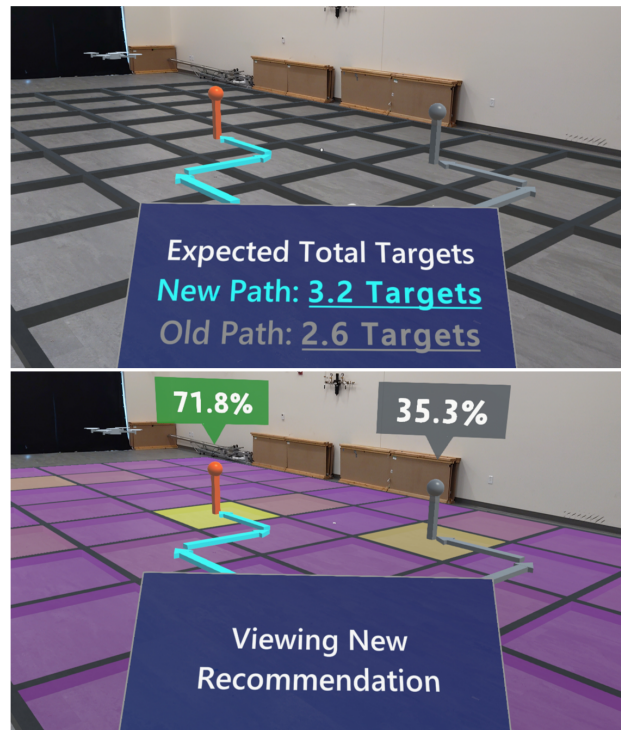 Expected Total Targets
New Path: 3.2 Targets
Old Path: 2.6 Targets
71.8%
35.3%
Viewing New
Recommendation